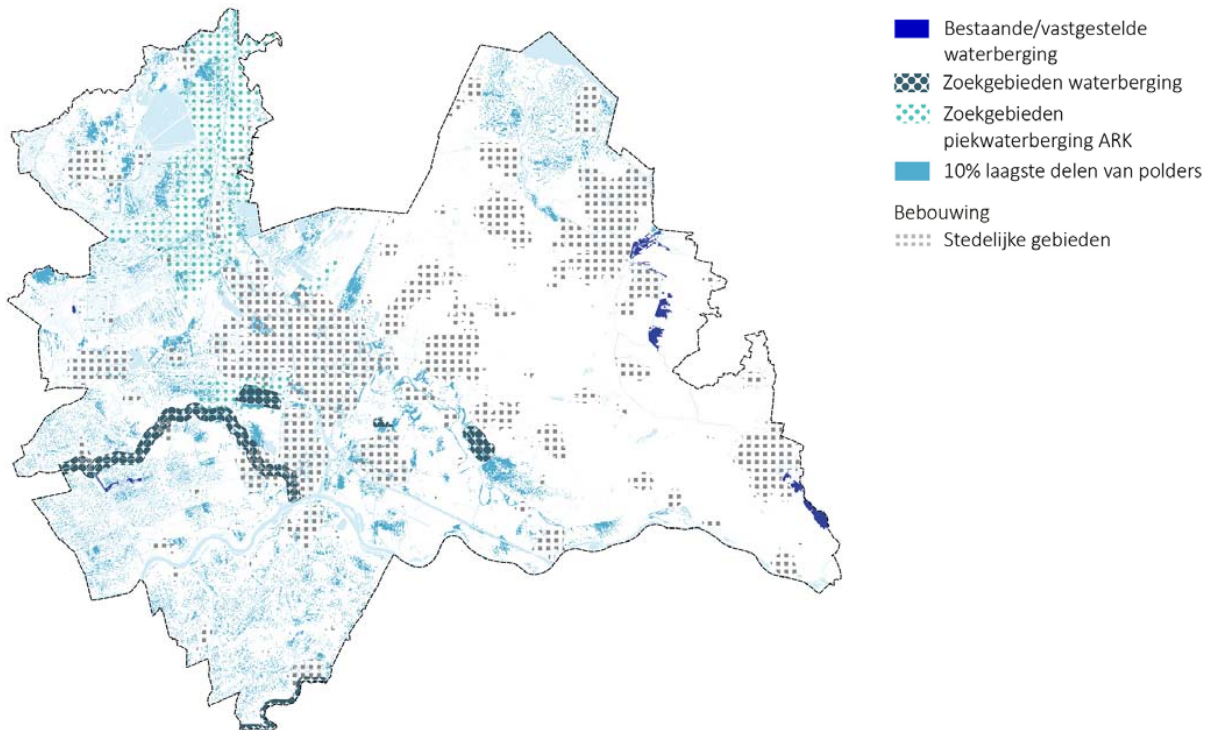 Bestaande/vastgestelde
waterberging
Zoekgebieden waterberging
Zoekgebieden
piekwaterberging ARK
10% laagste delen van polders
Bebouwing
Stedelijke gebieden